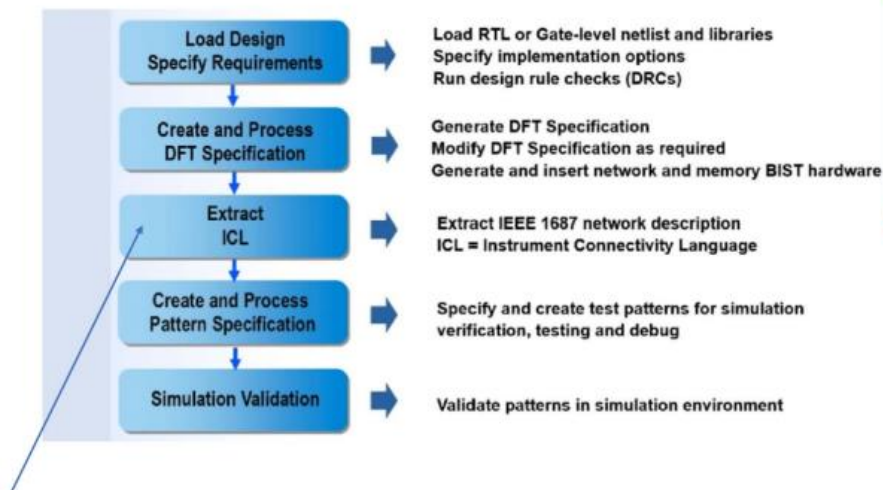 Load Design
Specify Requirements
Load RTL or Gate-level netlist and libraries
Specify implementation options
Run design rule checks (DRCs)
Create and Process
DFT Specification
Generate DFT Specification
Modify DFT Specification as required
Generate and insert network and memory BIST hardware
Extract
ICL
Extract IEEE 1687 network description
ICL = Instrument Connectivity Language
Create and Process
Pattern Specification
Specify and create test patterns for simulation
verification, testing and debug
Simulation Validation
Validate patterns in simulation environment